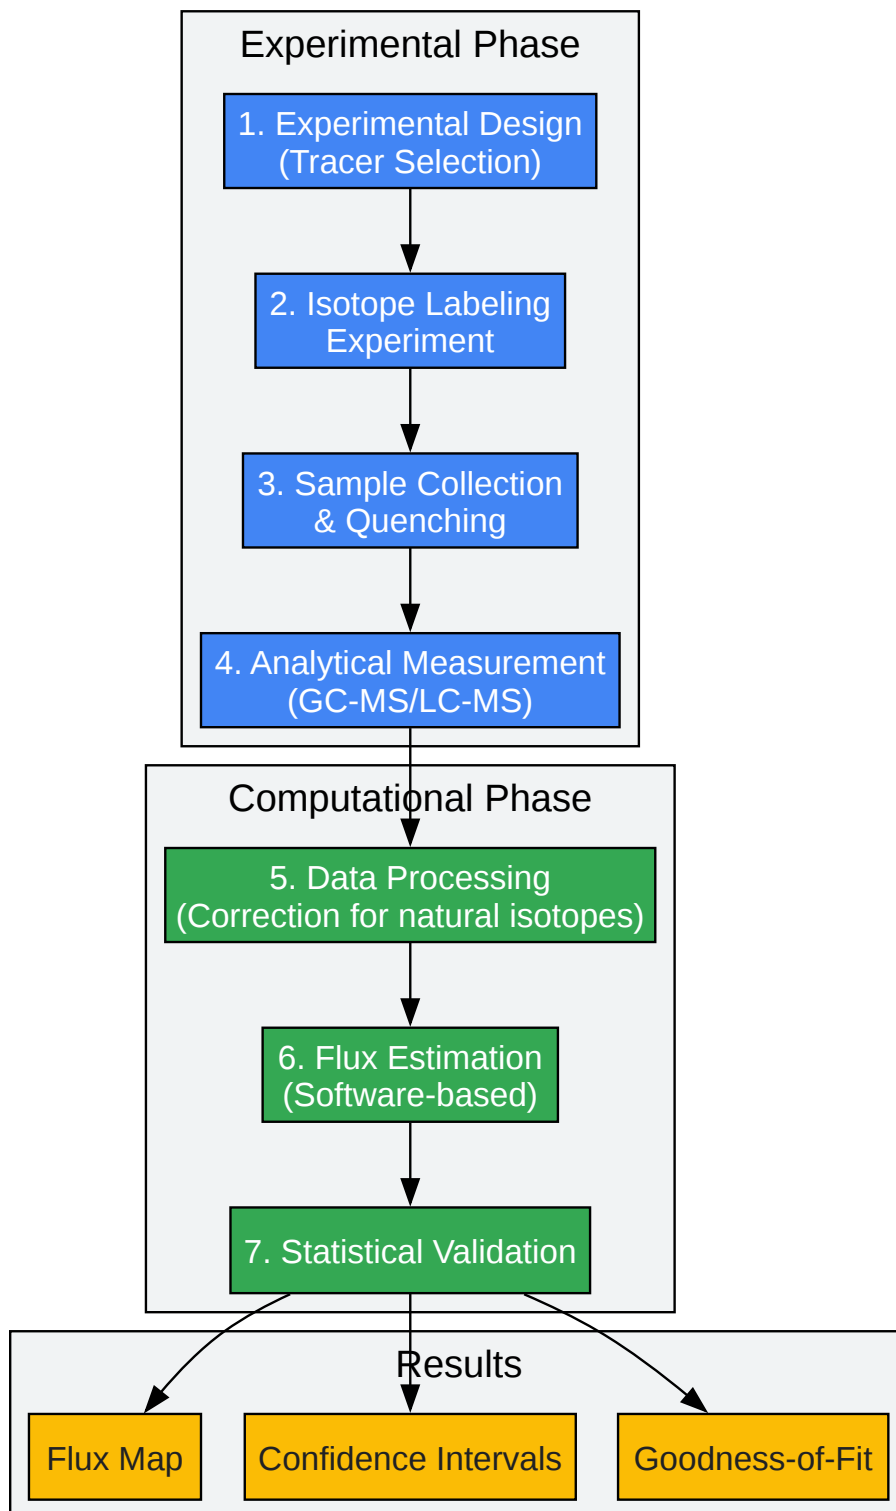 Experimental Phase
1. Experimental Design
(Tracer Selection)
2. Isotope Labeling
Experiment
3. Sample Collection
& Quenching
4. Analytical Measurement
(GC-MS/LC-MS)
Computational Phase
5. Data Processing
(Correction for natural isotopes)
6. Flux Estimation
(Software-based)
7. Statistical Validation
Results
Flux Map
Confidence Intervals
Goodness-of-Fit